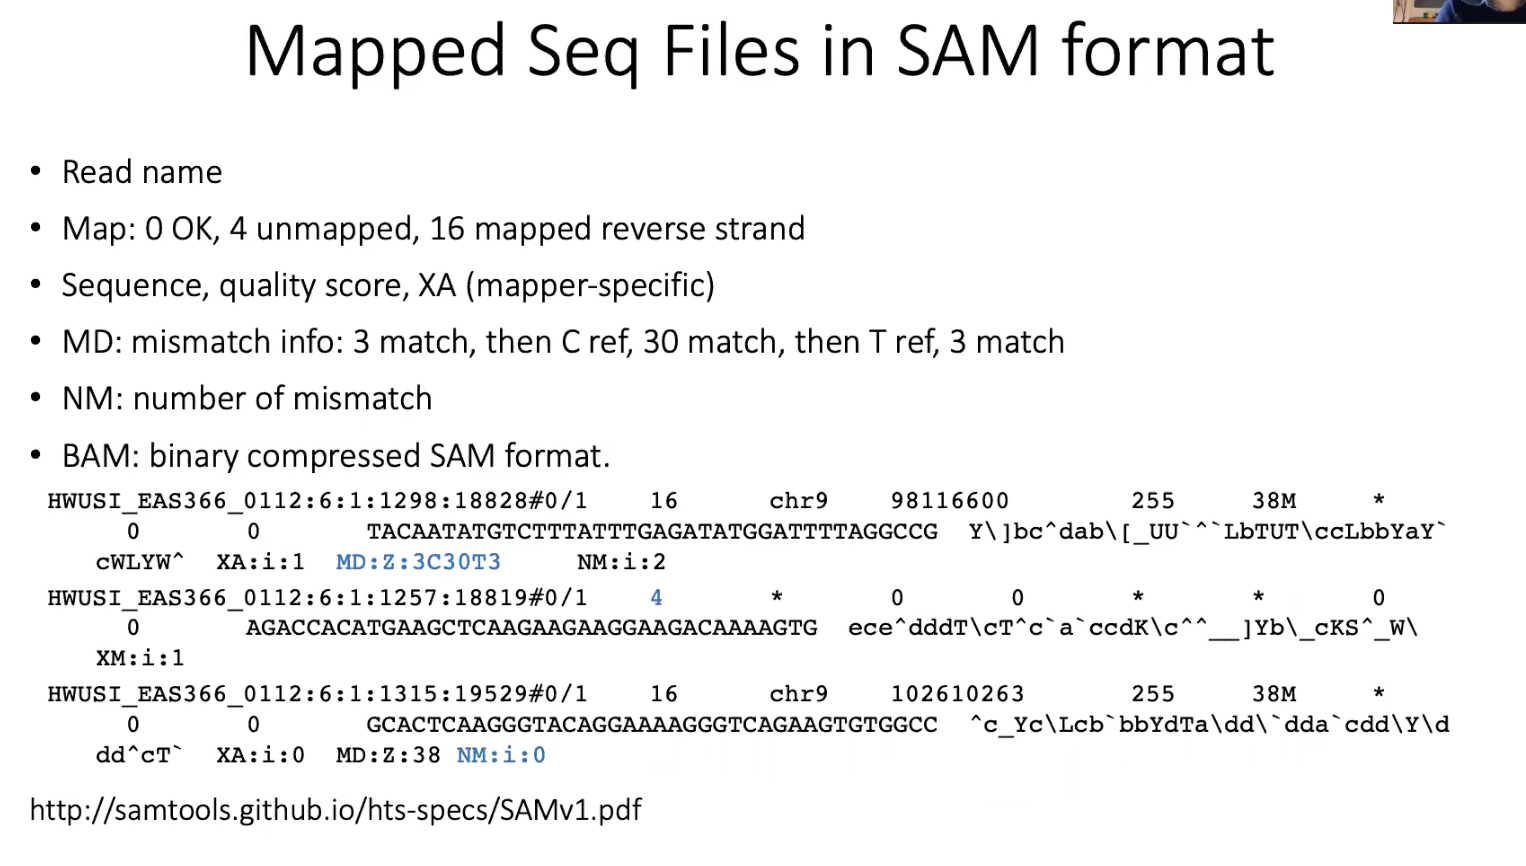 Mapped Seq Files in SAM format
• Read name
• Map: 0 OK, 4 unmapped, 16 mapped reverse strand
• Sequence, quality score, XA (mapper-specific)
• MD: mismatch info: 3 match, then C ref, 30 match, then T ref, 3 match
• NM: number of mismatch
• BAM: binary compressed SAM format.
HWUSI_EAS366_0112:6:1:1298:18828#0/1 16 chr9 98116600 255 38M *
0 0 TACAATATGTCTTTATTTGAGATATGGATTTTAGGCCG Y\]bc^dab\[_UU`^`LbTUT\ccLbbYaY`
cWLYW^ XA:i:1 MD:Z:3C30T3 NM:i:2
HWUSI_EAS366_0112:6:1:1257:18819#0/1 4 * 0 0 * * 0
0 AGACCACATGAAGCTCAAGAAGAAGGAAGACAAAAGTG ece^dddT\cT^c`a`ccdK\c^^__]Yb\_cKS^_W\
XM:i:1
HWUSI_EAS366_0112:6:1:1315:19529#0/1 16 chr9 102610263 255 38M *
0 0 GCACTCAAGGGTACAGGAAAAGGGTCAGAAGTGTGGCC ^c_Yc\Lcb`bbYdTa\dd\`dda`cdd\Y\d
dd^cT` XA:i:0 MD:Z:38 NM:i:0
http://samtools.github.io/hts-specs/SAMv1.pdf